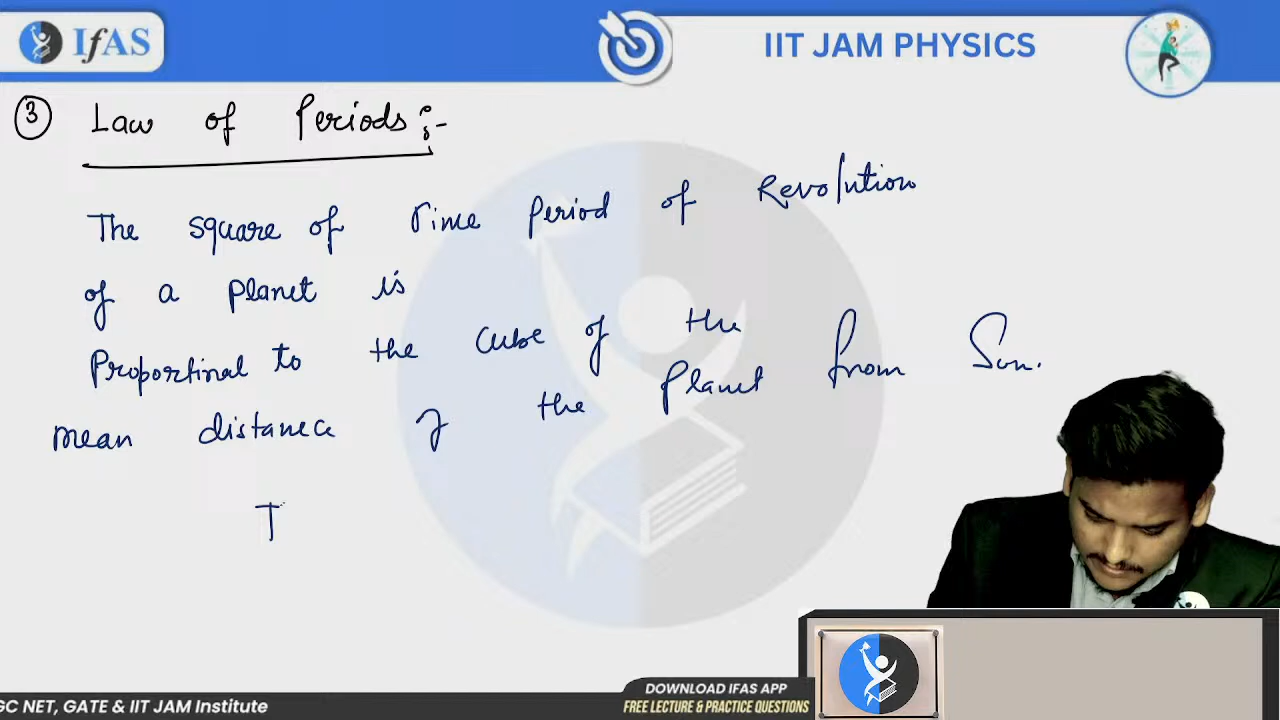 IfAS
IIT JAM PHYSICS
3 Law of Periods :-
The square of Time Period of Revolution
of a planet is
Proportinal to the cube of the
mean distance of the Planet from Sun.
T
GC NET, GATE & IIT JAM Institute
DOWNLOAD IFAS APP
FREE LECTURE & PRACTICE QUESTIONS